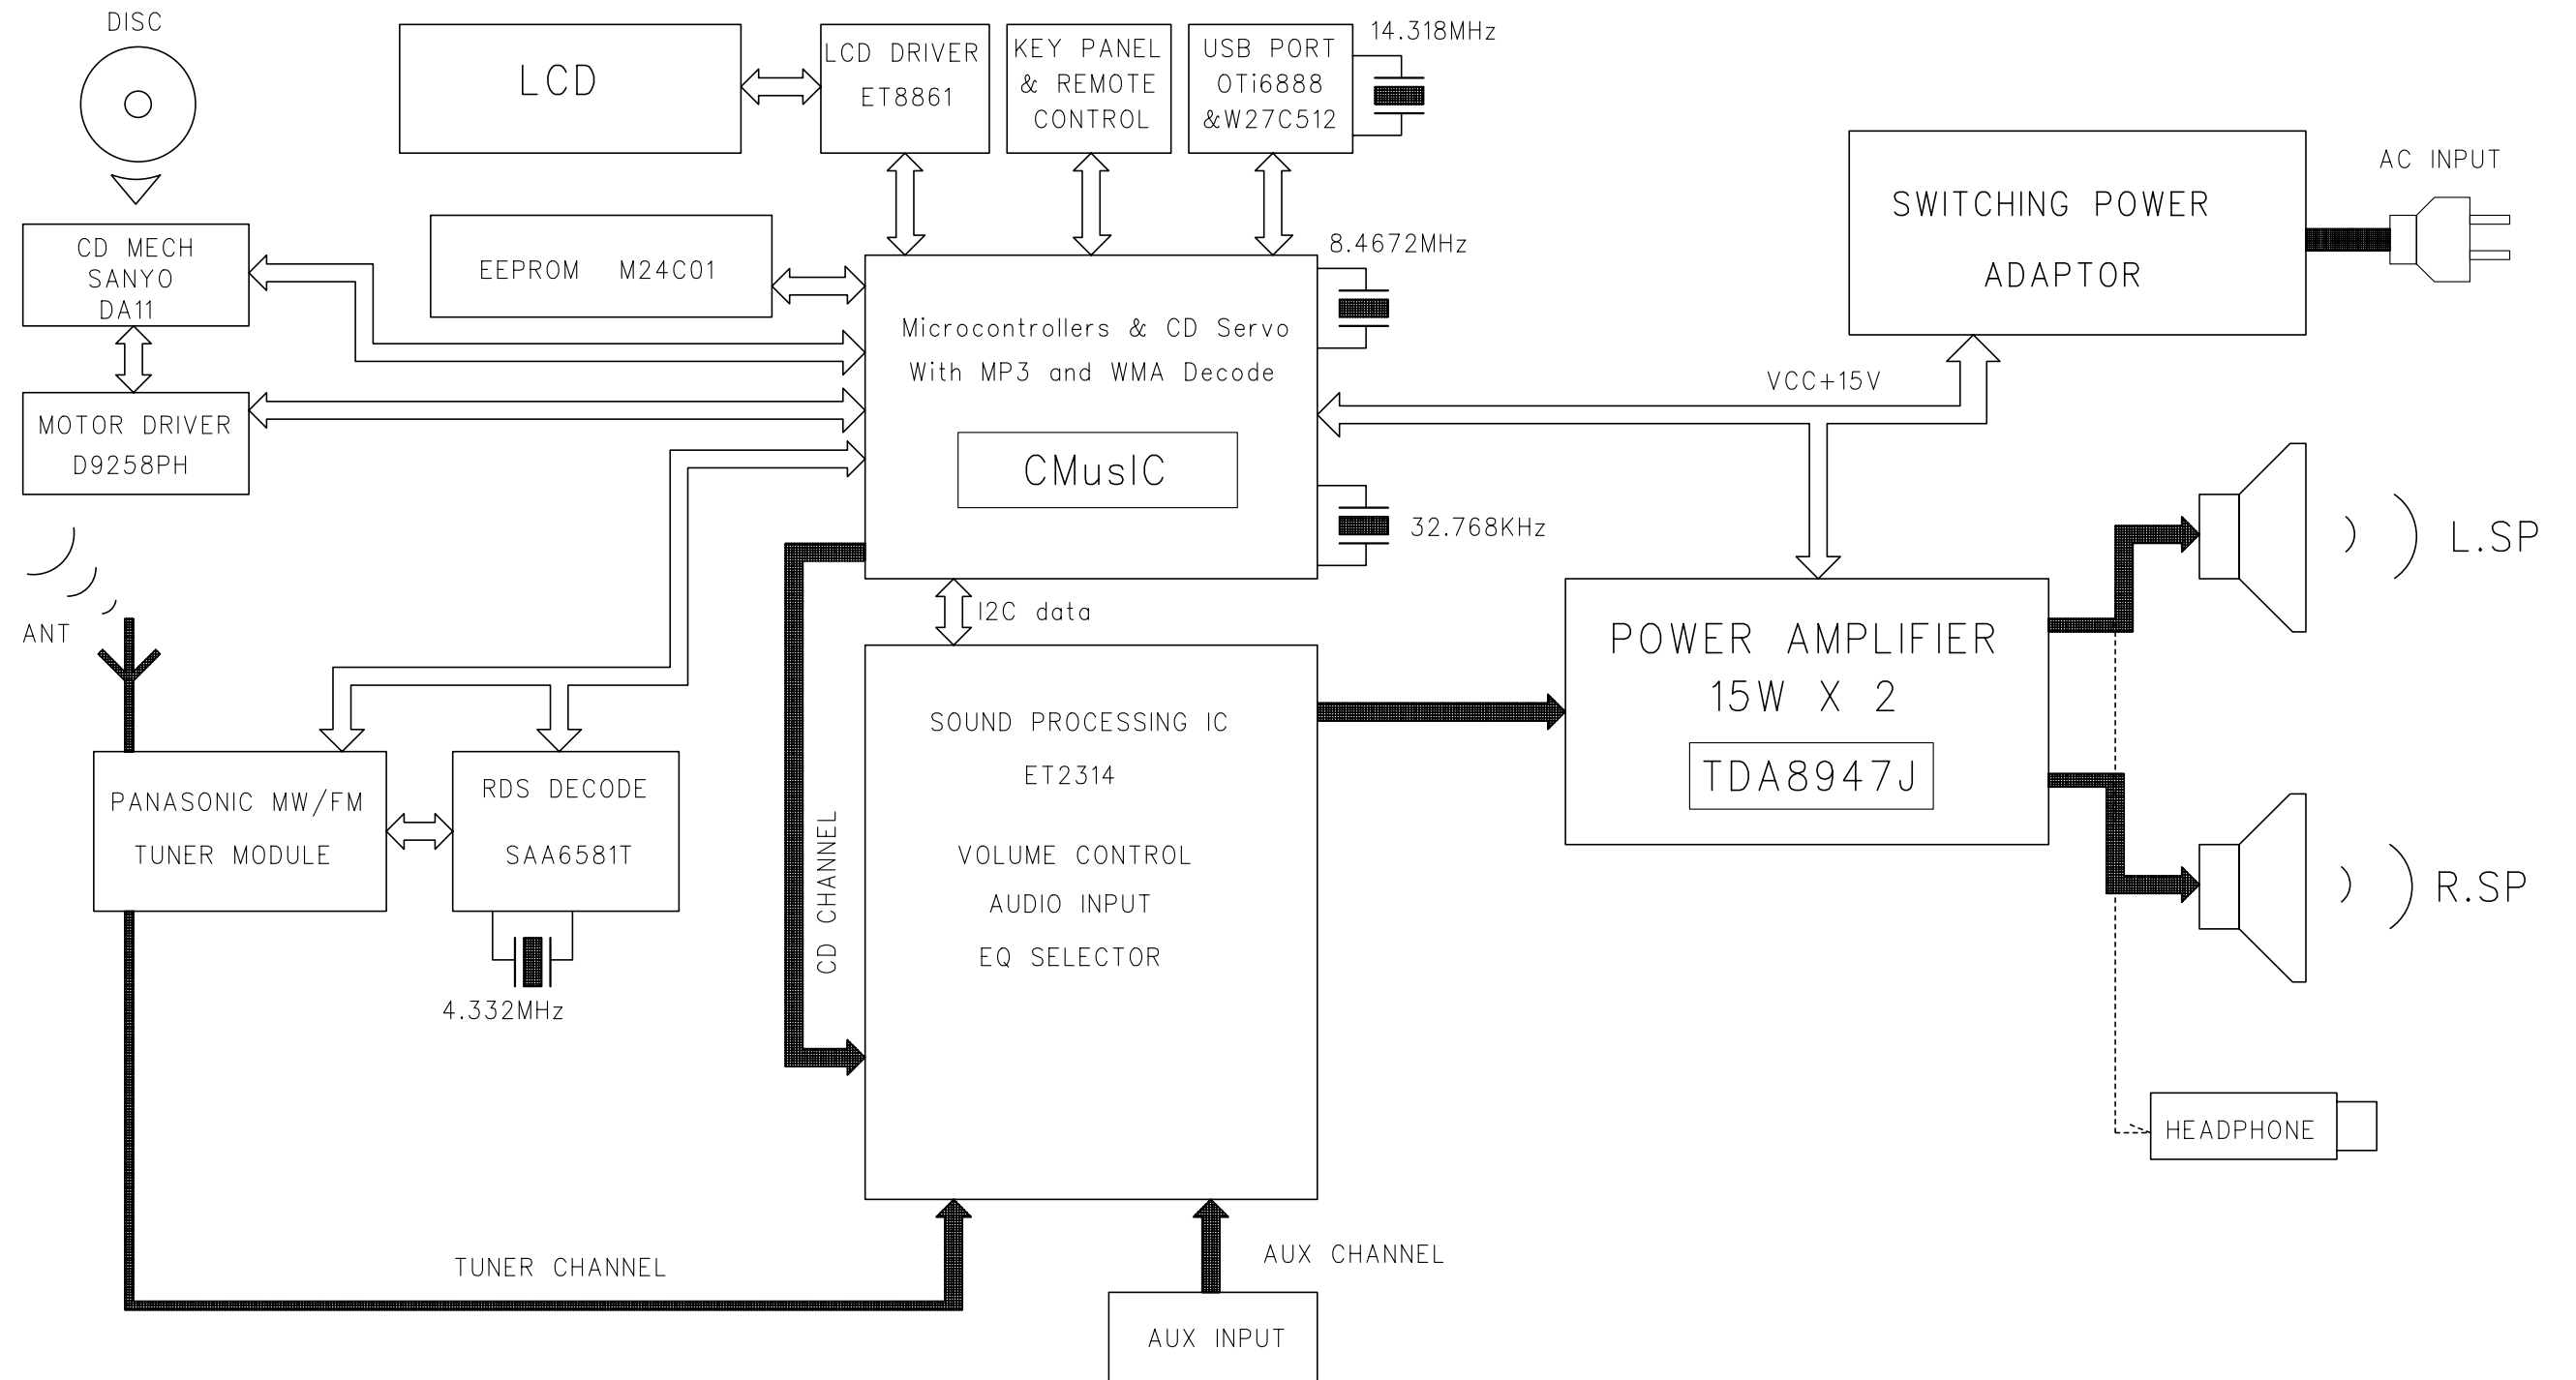 DISC
LCD
LCD DRIVER
ET8861
KEY PANEL
& REMOTE
CONTROL
USB PORT
OTi6888
&W27C512
14.318MHz
AC INPUT
SWITCHING POWER
ADAPTOR
CD MECH
SANYO
DA11
EEPROM M24C01
8.4672MHz
Microcontrollers & CD Servo
With MP3 and WMA Decode
CMusIC
VCC+15V
MOTOR DRIVER
D9258PH
32.768KHz
L.SP
I2C data
ANT
POWER AMPLIFIER
15W X 2
TDA8947J
SOUND PROCESSING IC
ET2314
VOLUME CONTROL
AUDIO INPUT
EQ SELECTOR
PANASONIC MW/FM
TUNER MODULE
RDS DECODE
SAA6581T
4.332MHz
CD CHANNEL
R.SP
HEADPHONE
TUNER CHANNEL
AUX CHANNEL
AUX INPUT